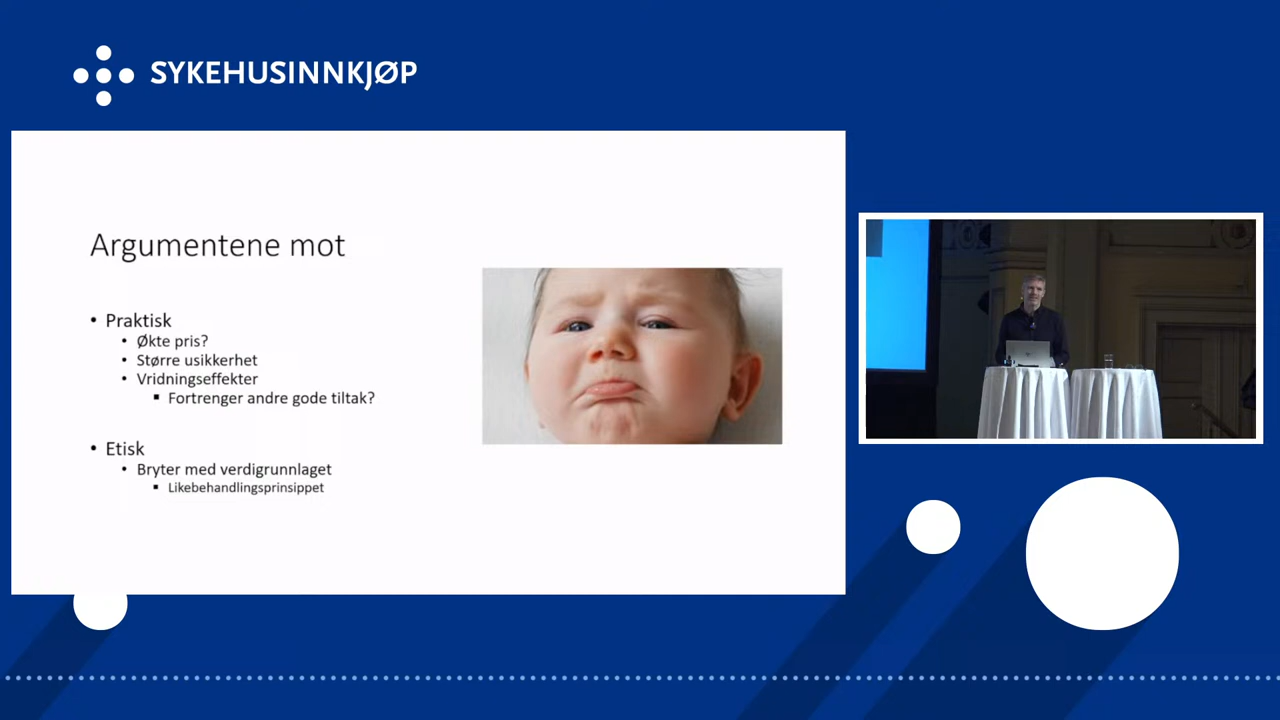 SYKEHUSINNKJØP
Argumentene mot
• Praktisk
• Økte pris?
• Større usikkerhet
• Vridningseffekter
▪ Fortrenger andre gode tiltak?
• Etisk
• Bryter med verdigrunnlaget
▪ Likebehandlingsprinsippet